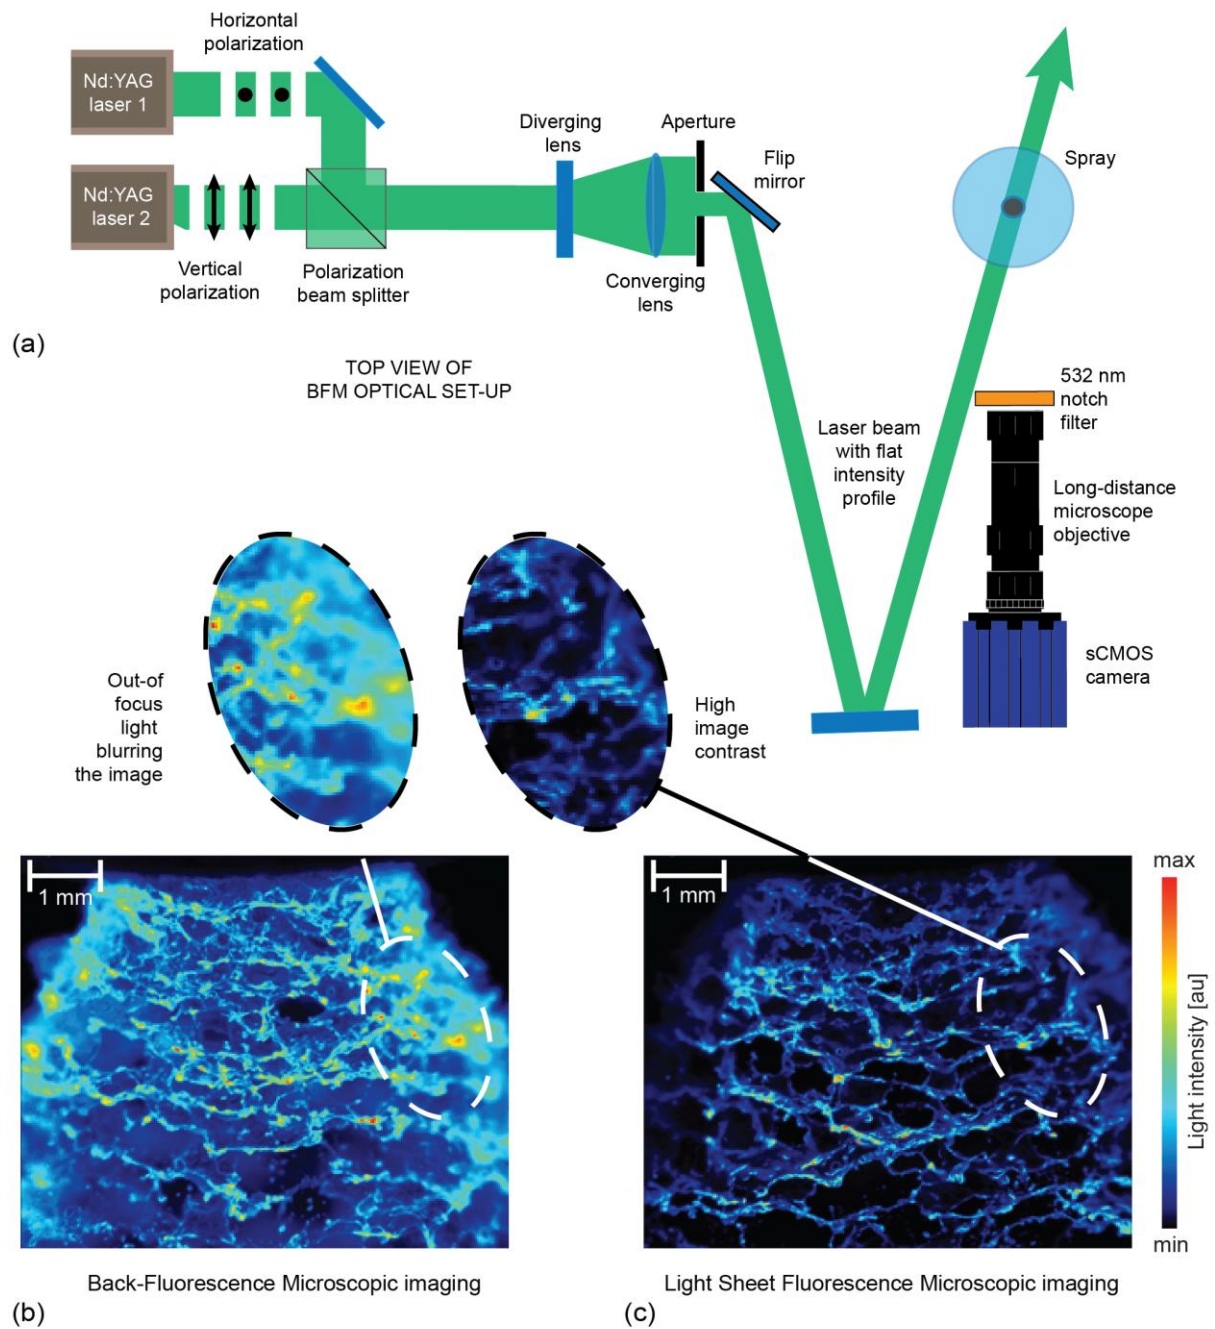 Horizontal
polarization
Nd:YAG
laser 1
Nd:YAG
laser 2
Vertical
polarization
Polarization
beam splitter
Diverging
lens
Aperture
Flip
mirror
Converging
lens
Spray
(a)
TOP VIEW OF
BFM OPTICAL SET-UP
532 nm
notch
filter
Laser beam
with flat
intensity
profile
Long-distance
microscope
objective
sCMOS
camera
Out-of
focus
light
blurring
the image
High
image
contrast
1 mm
1 mm
max
Light intensity [au]
min
Back-Fluorescence Microscopic imaging
Light Sheet Fluorescence Microscopic imaging
(b)
(c)